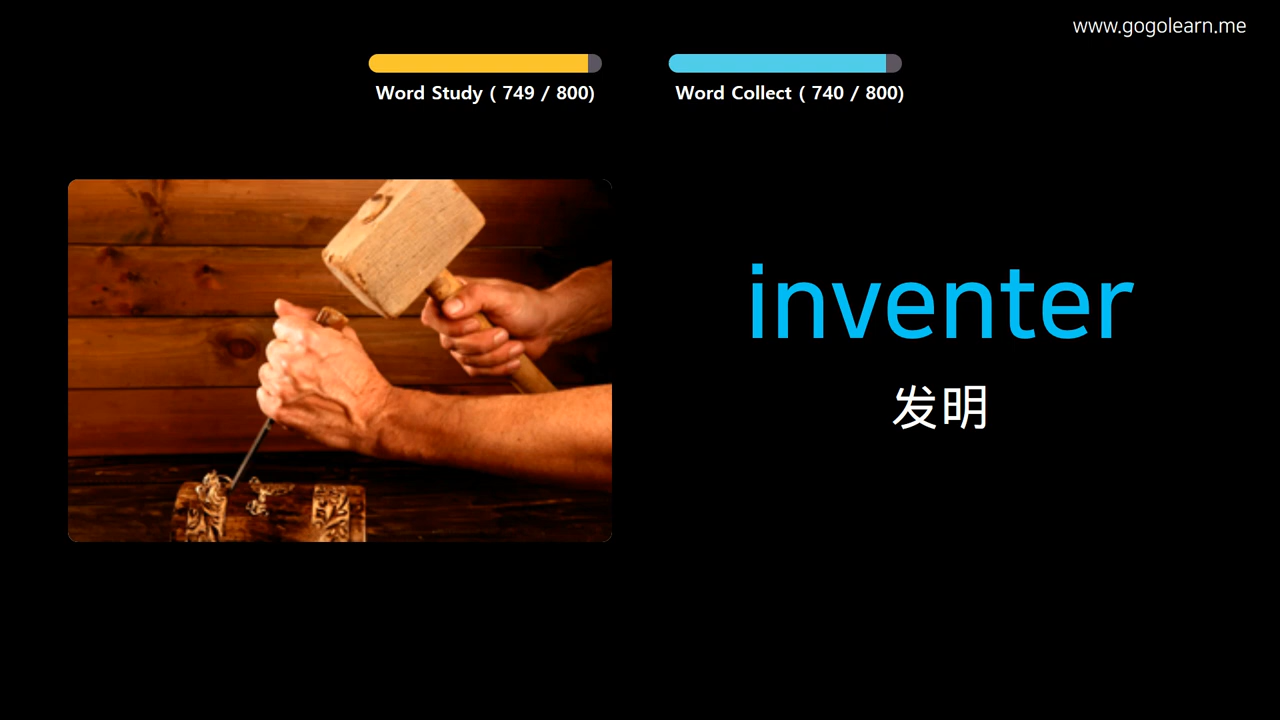 www.gogolearn.me
Word Study ( 749 / 800)
Word Collect ( 740 / 800)
inventer
发明